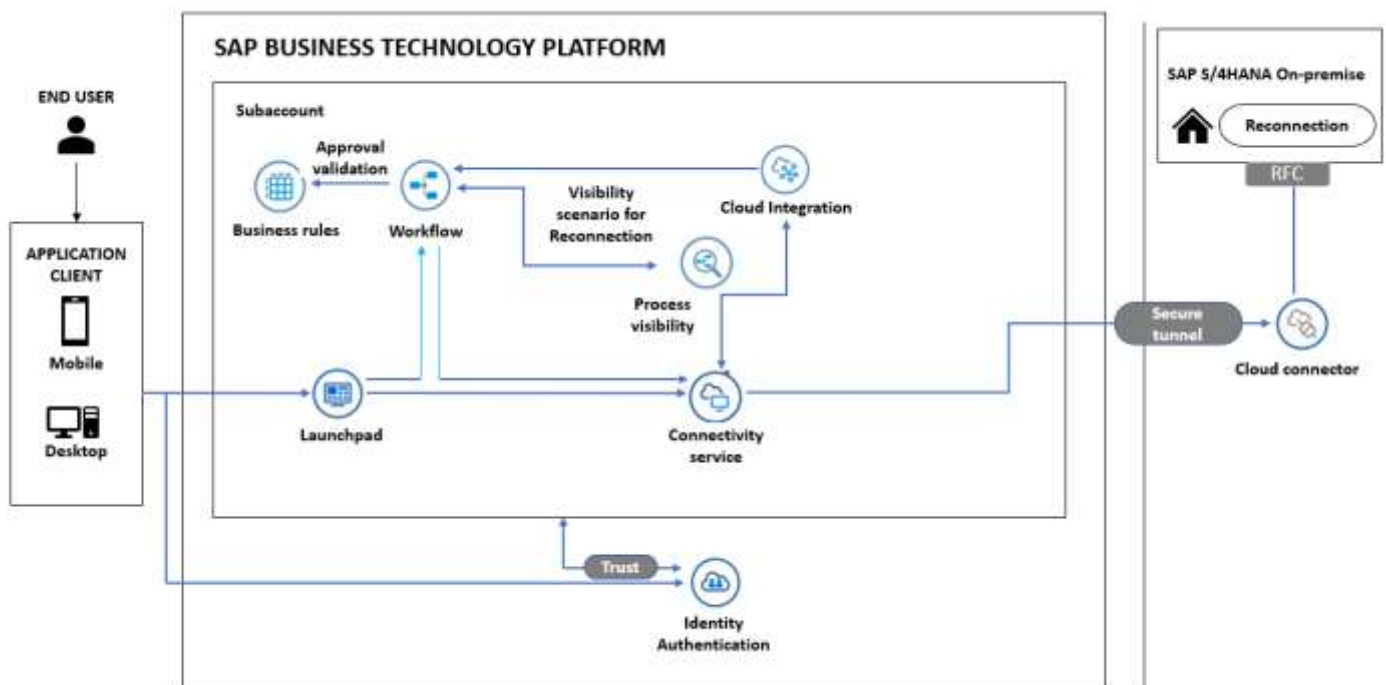 SAP BUSINESS TECHNOLOGY PLATFORM
SAP S/4HANA On-premise
Reconnection
RFC
END USER
Subaccount
Approval
validation
Business rules
Workflow
Visibility
scenario for
Reconnection
Cloud Integration
APPLICATION
CLIENT
Mobile
Desktop
Process
visibility
Secure
tunnel
Cloud connector
Launchpad
Connectivity
service
Trust
Identity
Authentication